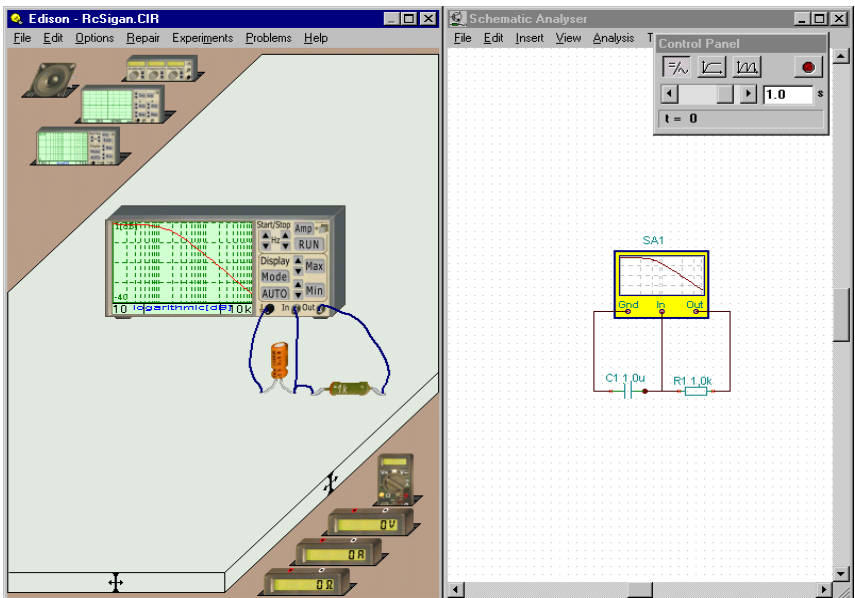 Edison - RcSigan.CIR
File Edit Options Repair Experiments Problems Help
Start/Stop
Amp
Hz
RUN
Display
Max
Mode
Min
AUTO
-40
10 logarithmic[dB] 10k
In Out
1k
0V
0A
0Ω
Schematic Analyser
File Edit Insert View Analysis T
Control Panel
1.0 s
t = 0
SA1
Gnd In Out
C1 1.0u
R1 1.0k